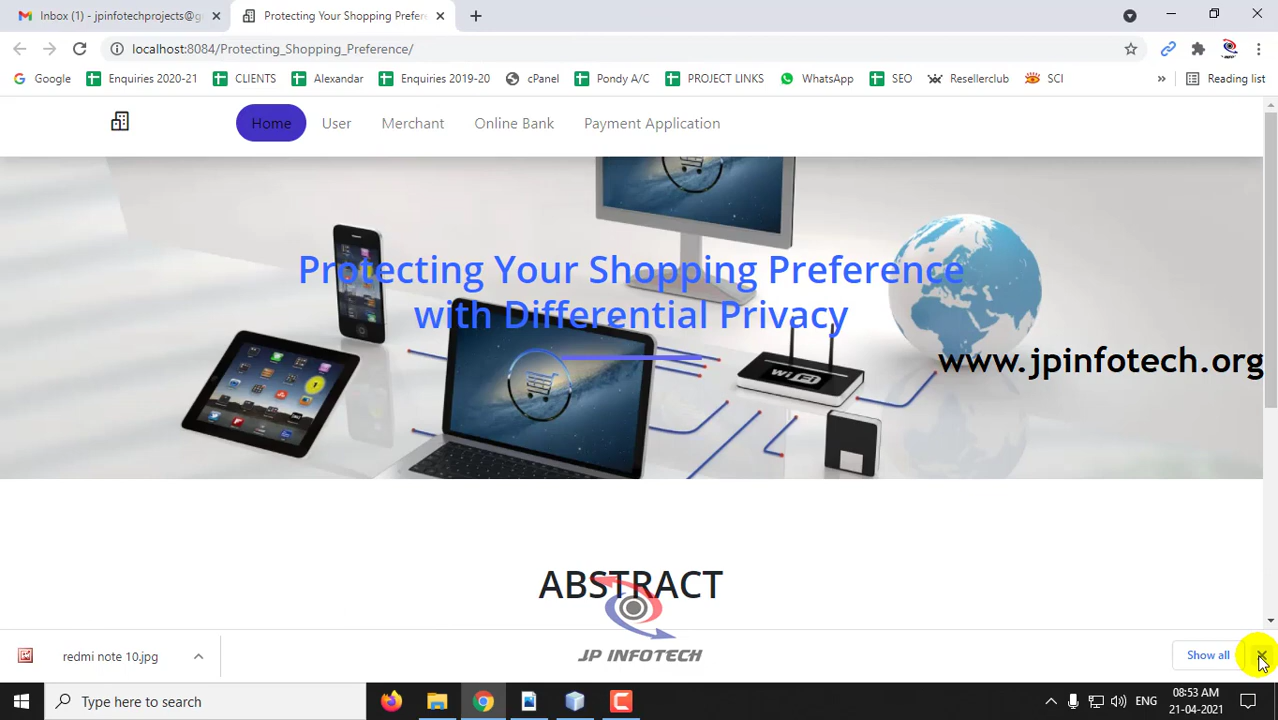 Inbox (1) - jpinfotechprojects@g
Protecting Your Shopping Prefere
localhost:8084/Protecting_Shopping_Preference/
Google
Enquiries 2020-21
CLIENTS
Alexandar
Enquiries 2019-20
cPanel
Pondy A/C
PROJECT LINKS
WhatsApp
SEO
Resellerclub
SCI
»
Reading list
Home
User
Merchant
Online Bank
Payment Application
Protecting Your Shopping Preference
with Differential Privacy
WiFi
www.jpinfotech.org
ABSTRACT
JP INFOTECH
redmi note 10.jpg
Show all
Type here to search
ENG
08:53 AM
21-04-2021